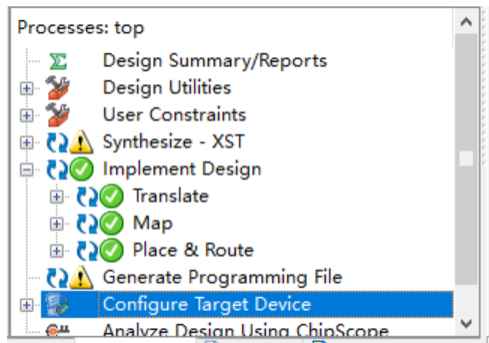 Processes: top
Design Summary/Reports
Design Utilities
User Constraints
Synthesize - XST
Implement Design
Translate
Map
Place & Route
Generate Programming File
Configure Target Device
Analyze Design Using ChipScope